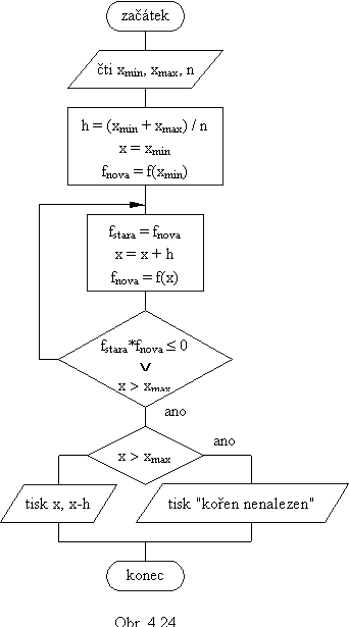 začátek
čti xmin, xmax, n
h = (xmin + xmax) / n
x = xmin
fnova = f(xmin)
fstara = fnova
x = x + h
fnova = f(x)
fstara*fnova ≤ 0
∨
x > xmax
ano
ano
x > xmax
tisk x, x-h
tisk "kořen nenalezen"
konec
Obr. 4.24